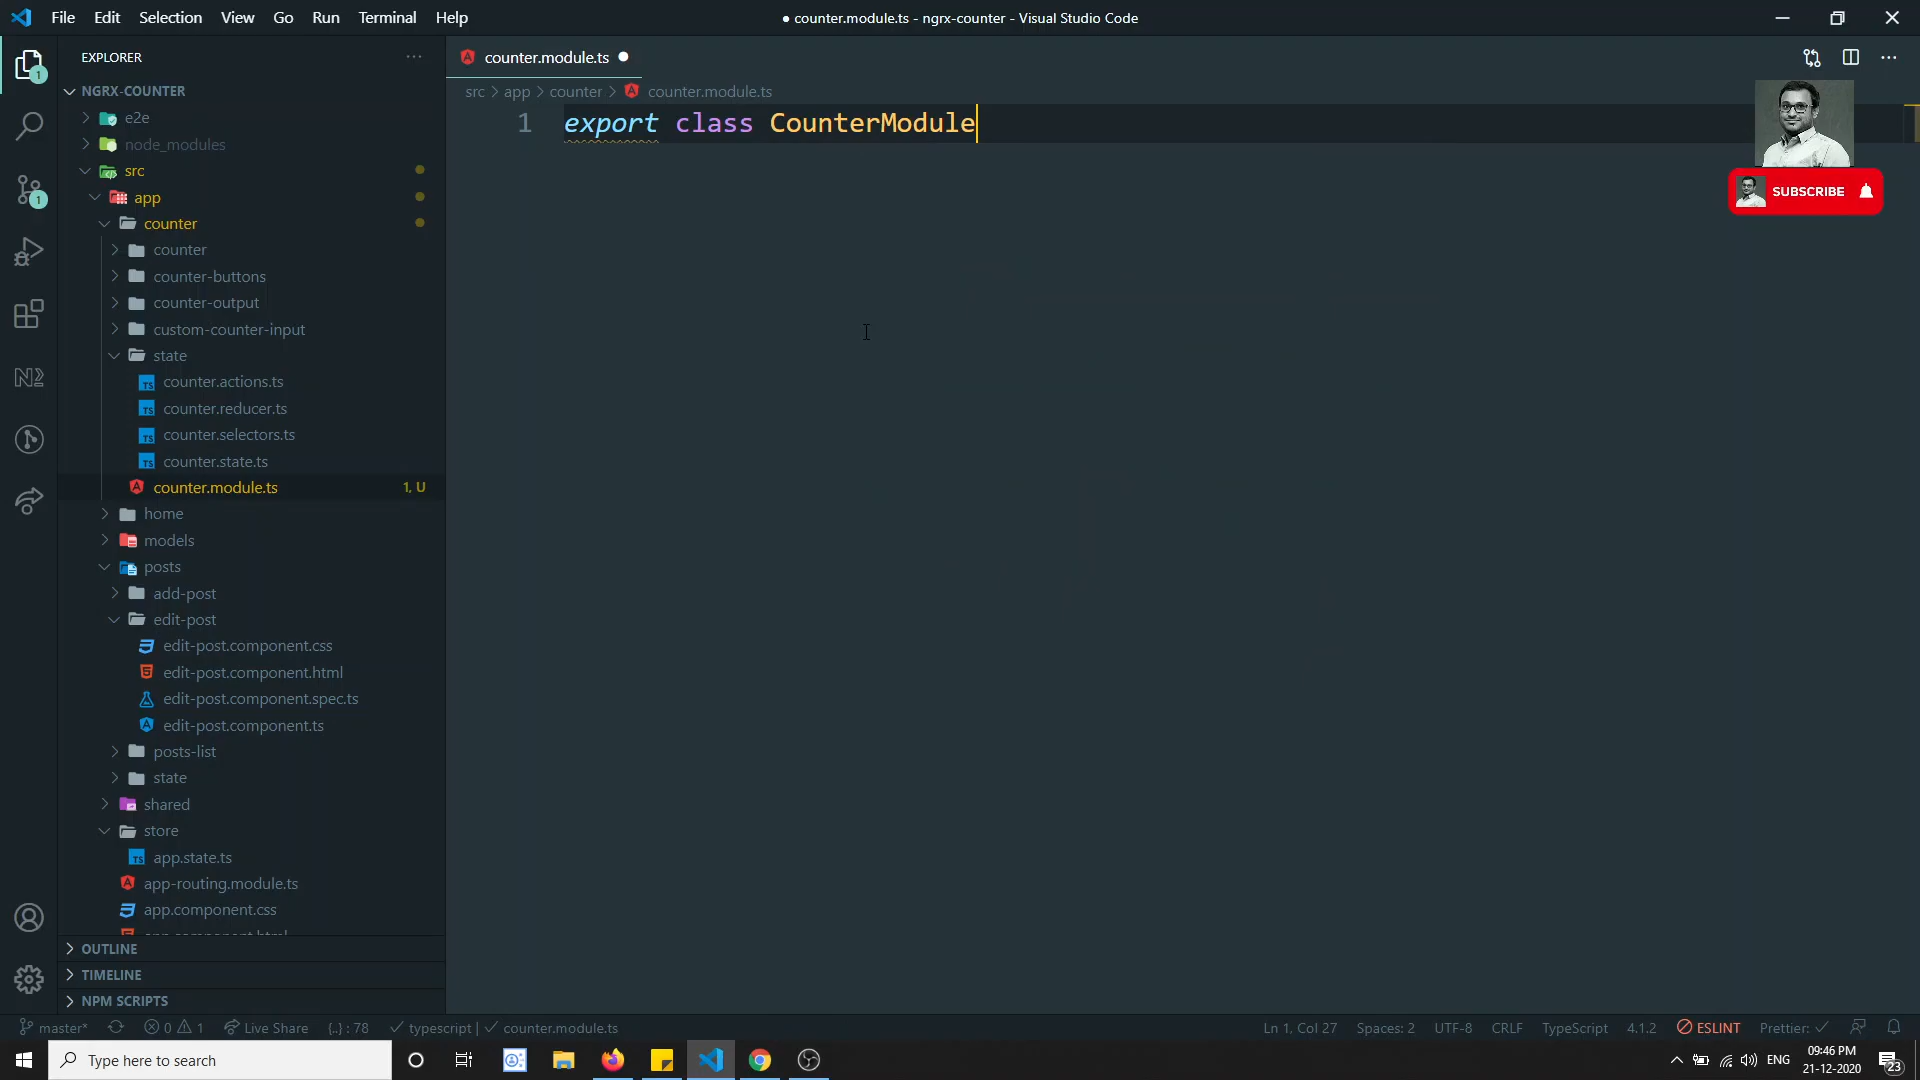 File Edit Selection View Go Run Terminal Help
● counter.module.ts - ngrx-counter - Visual Studio Code
EXPLORER
counter.module.ts
NGRX-COUNTER
src > app > counter > counter.module.ts
1 export class CounterModule
e2e
node_modules
src
app
counter
counter
counter-buttons
counter-output
custom-counter-input
state
counter.actions.ts
counter.reducer.ts
counter.selectors.ts
counter.state.ts
counter.module.ts 1, U
home
models
posts
add-post
edit-post
edit-post.component.css
edit-post.component.html
edit-post.component.spec.ts
edit-post.component.ts
posts-list
state
shared
store
app.state.ts
app-routing.module.ts
app.component.css
app.component.html
OUTLINE
TIMELINE
NPM SCRIPTS
1
1
SUBSCRIBE
master* 0 1 Live Share {..} : 78 typescript | counter.module.ts
Ln 1, Col 27 Spaces: 2 UTF-8 CRLF TypeScript 4.1.2 ESLINT Prettier: ✓
Type here to search
ENG
09:46 PM
21-12-2020
23